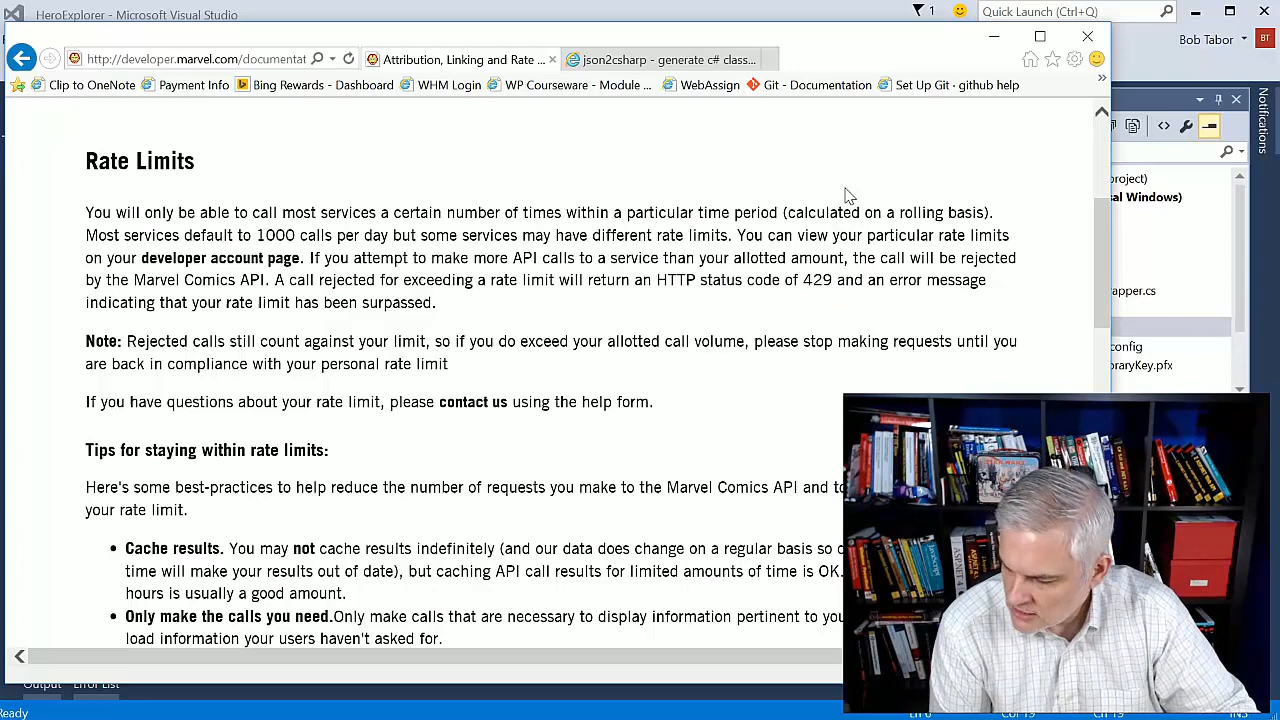 HeroExplorer - Microsoft Visual Studio
1
Quick Launch (Ctrl+Q)
Bob Tabor
BT
http://developer.marvel.com/documentat
Attribution, Linking and Rate ...
json2csharp - generate c# class...
Clip to OneNote
Payment Info
Bing Rewards - Dashboard
WHM Login
WP Courseware - Module ...
WebAssign
Git - Documentation
Set Up Git · github help
Notifications
Rate Limits
You will only be able to call most services a certain number of times within a particular time period (calculated on a rolling basis).
Most services default to 1000 calls per day but some services may have different rate limits. You can view your particular rate limits
on your developer account page. If you attempt to make more API calls to a service than your allotted amount, the call will be rejected
by the Marvel Comics API. A call rejected for exceeding a rate limit will return an HTTP status code of 429 and an error message
indicating that your rate limit has been surpassed.
Note: Rejected calls still count against your limit, so if you do exceed your allotted call volume, please stop making requests until you
are back in compliance with your personal rate limit
If you have questions about your rate limit, please contact us using the help form.
Tips for staying within rate limits:
Here's some best-practices to help reduce the number of requests you make to the Marvel Comics API and to
your rate limit.
• Cache results. You may not cache results indefinitely (and our data does change on a regular basis so
time will make your results out of date), but caching API call results for limited amounts of time is OK.
hours is usually a good amount.
• Only make the calls you need.Only make calls that are necessary to display information pertinent to
load information your users haven't asked for.
project)
al Windows)
apper.cs
config
oraryKey.pfx
Output
Error List
Ready